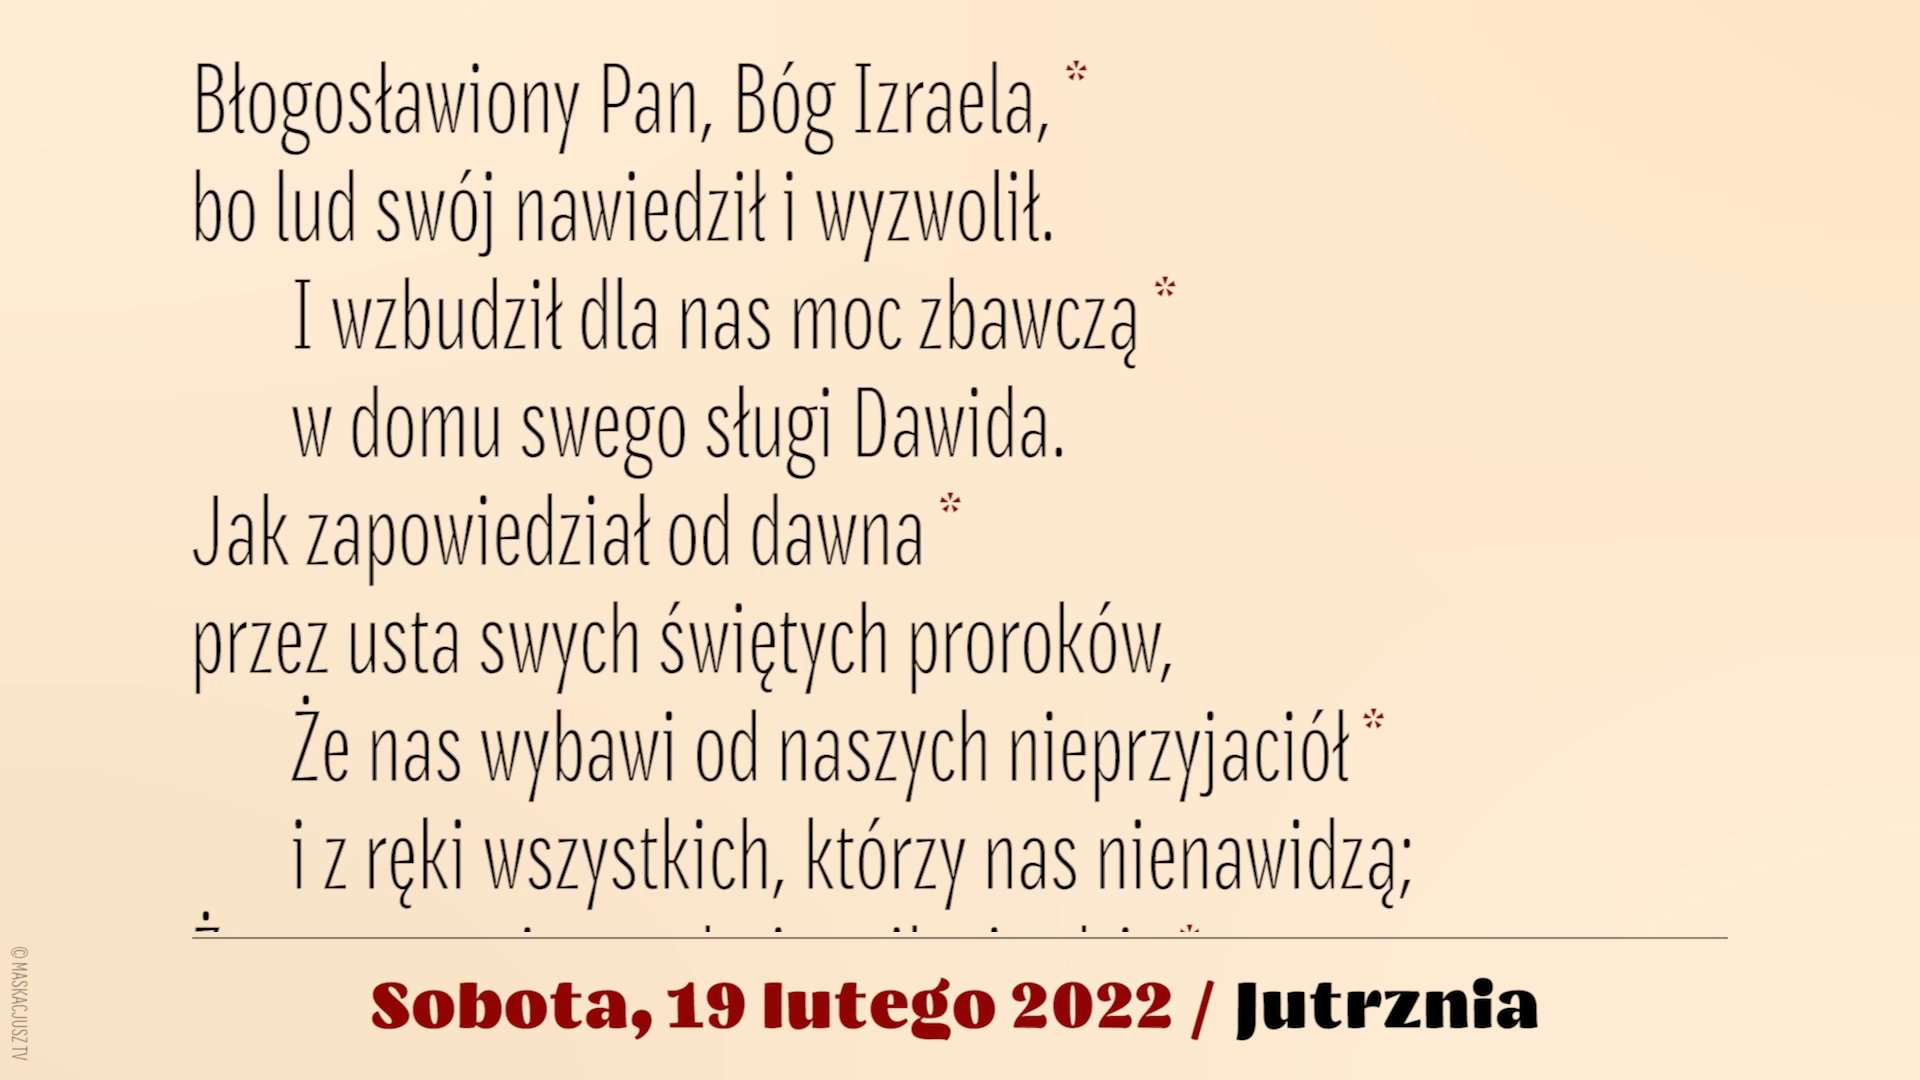 Błogosławiony Pan, Bóg Izraela, *
bo lud swój nawiedził i wyzwolił.
I wzbudził dla nas moc zbawczą *
w domu swego sługi Dawida.
Jak zapowiedział od dawna *
przez usta swych świętych proroków,
Że nas wybawi od naszych nieprzyjaciół *
i z ręki wszystkich, którzy nas nienawidzą;
Sobota, 19 lutego 2022 / Jutrznia
© MASKACJUSZ TV